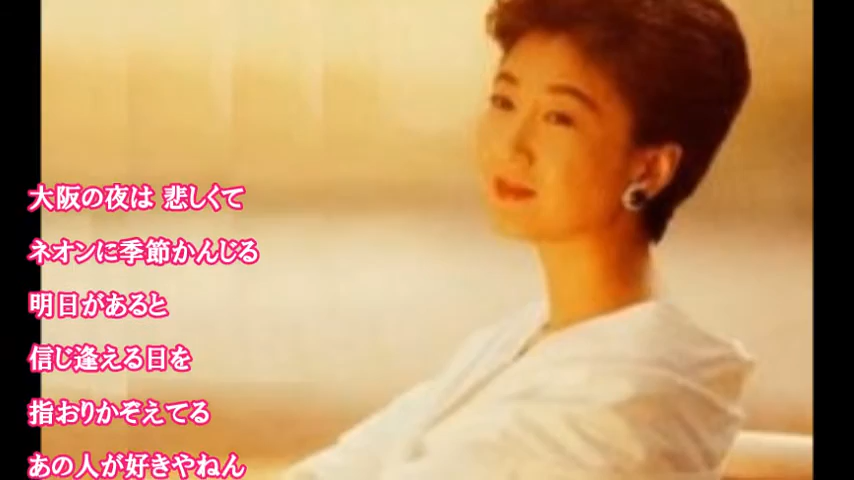 大阪の夜は 悲しくて
ネオンに季節かんじる
明日があると
信じ逢える日を
指おりかぞえてる
あの人が好きやねん